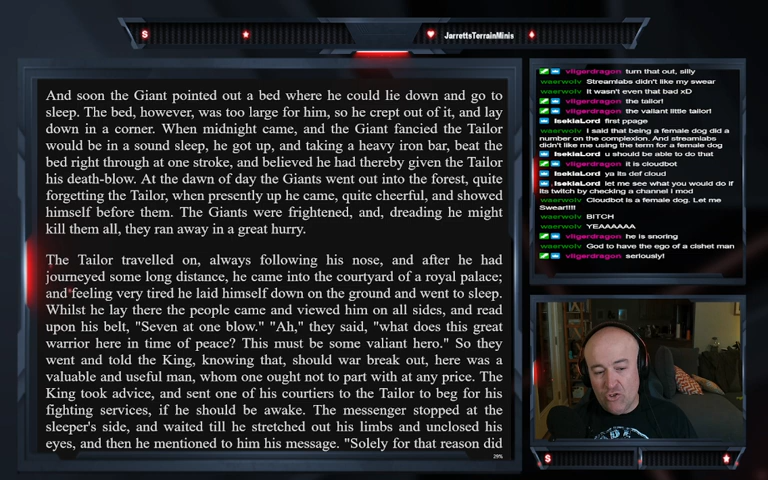 JarrettsTerrainMinis
And soon the Giant pointed out a bed where he could lie down and go to
sleep. The bed, however, was too large for him, so he crept out of it, and lay
down in a corner. When midnight came, and the Giant fancied the Tailor
would be in a sound sleep, he got up, and taking a heavy iron bar, beat the
bed right through at one stroke, and believed he had thereby given the Tailor
his death-blow. At the dawn of day the Giants went out into the forest, quite
forgetting the Tailor, when presently up he came, quite cheerful, and showed
himself before them. The Giants were frightened, and, dreading he might
kill them all, they ran away in a great hurry.
The Tailor travelled on, always following his nose, and after he had
journeyed some long distance, he came into the courtyard of a royal palace;
and feeling very tired he laid himself down on the ground and went to sleep.
Whilst he lay there the people came and viewed him on all sides, and read
upon his belt, "Seven at one blow." "Ah," they said, "what does this great
warrior here in time of peace? This must be some valiant hero." So they
went and told the King, knowing that, should war break out, here was a
valuable and useful man, whom one ought not to part with at any price. The
King took advice, and sent one of his courtiers to the Tailor to beg for his
fighting services, if he should be awake. The messenger stopped at the
sleeper's side, and waited till he stretched out his limbs and unclosed his
eyes, and then he mentioned to him his message. "Solely for that reason did
29%
vligerdragon turn that out, silly
waerwolv Streamlabs didn't like my swear
waerwolv It wasn't even that bad xD
vligerdragon the tailor!
vligerdragon the valiant little tailor!
IsekiaLord first ppage
waerwolv I said that being a female dog did a
number on the complexion. And streamlabs
didn't like me using the term for a female dog
IsekiaLord u should be able to do that
vligerdragon it is cloudbot
IsekiaLord ya its def cloud
IsekiaLord let me see what you would do if
its twitch by checking a channel I mod
waerwolv Cloudbot is a female dog. Let me
Swear!!!!
waerwolv BITCH
waerwolv YEAAAAAA
vligerdragon he is snoring
waerwolv God to have the ego of a cishet man
vligerdragon seriously!